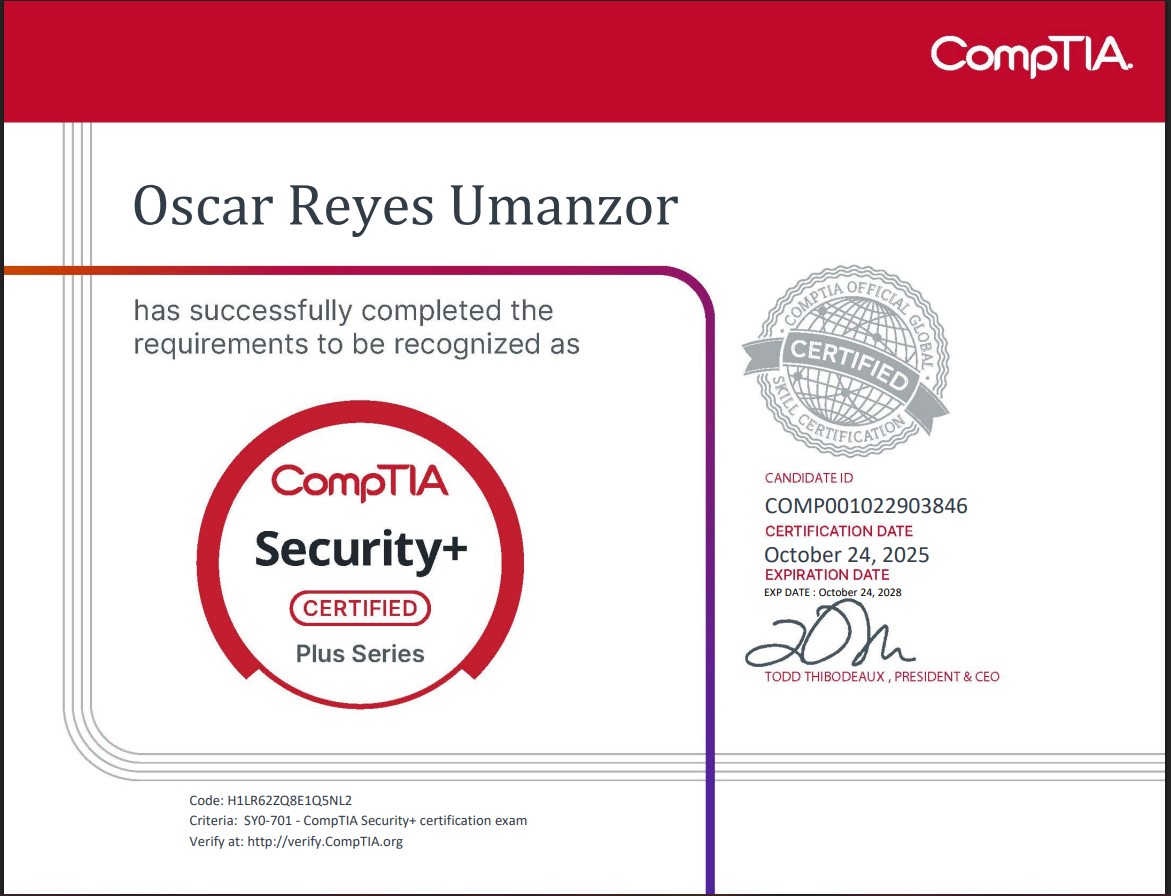 CompTIA.
Oscar Reyes Umanzor
has successfully completed the
requirements to be recognized as
COMPTIA OFFICIAL GLOBAL
CERTIFIED
SKILL CERTIFICATION
CompTIA
Security+
CERTIFIED
Plus Series
CANDIDATE ID
COMP001022903846
CERTIFICATION DATE
October 24, 2025
EXPIRATION DATE
EXP DATE : October 24, 2028
TODD THIBODEAUX , PRESIDENT & CEO
Code: H1LR62ZQ8E1Q5NL2
Criteria:  SY0-701 - CompTIA Security+ certification exam
Verify at: http://verify.CompTIA.org